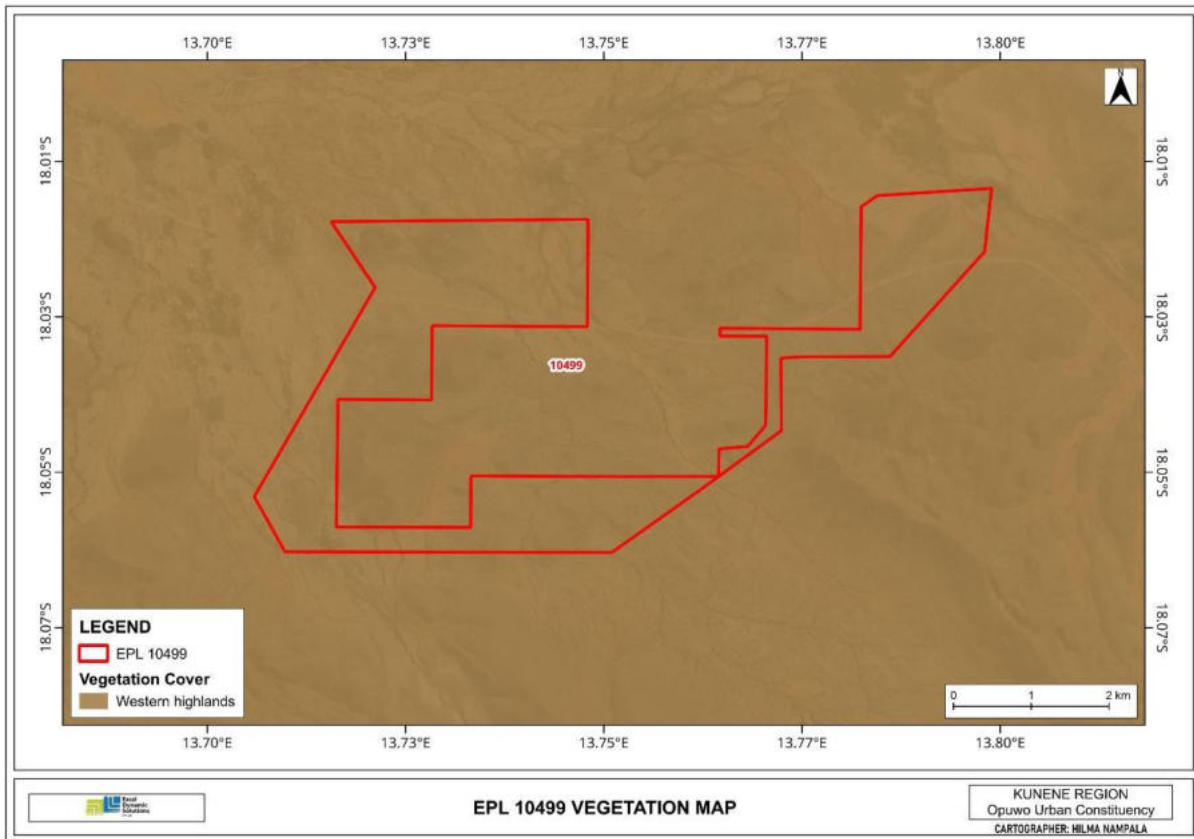 13.70°E 13.73°E 13.75°E 13.77°E 13.80°E
N
18.01°S 18.01°S
18.03°S 18.03°S
10499
18.05°S 18.05°S
18.07°S 18.07°S
LEGEND
EPL 10499
Vegetation Cover
Western highlands
0 1 2 km
13.70°E 13.73°E 13.75°E 13.77°E 13.80°E
Excel
Dynamic
Solutions
EPL 10499 VEGETATION MAP
KUNENE REGION
Opuwo Urban Constituency
CARTOGRAPHER: HILMA NAMPALA